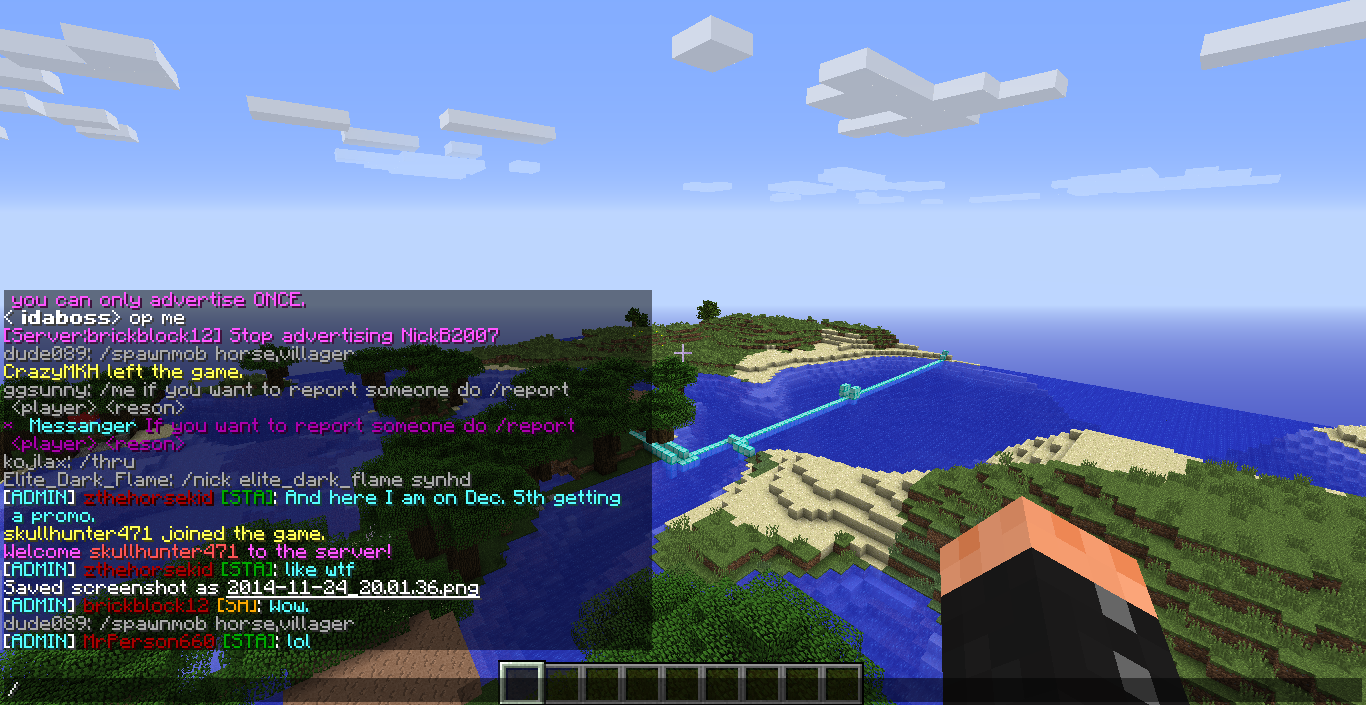 you can only advertise ONCE.
< idaboss> op me
[Server:brickblock12] Stop advertising NickB2007
dude089: /spawnmob horse,villager
CrazyMKH left the game.
ggsunny: /me if you want to report someone do /report
<player> <reson>
* Messanger If you want to report someone do /report
<player> <reson>
kojlax: /thru
Elite_Dark_Flame: /nick elite_dark_flame synhd
[ADMIN] zthehorsekid [STA]: And here I am on Dec. 5th getting
a promo.
skullhunter471 joined the game.
Welcome skullhunter471 to the server!
[ADMIN] zthehorsekid [STA]: like wtf
Saved screenshot as 2014-11-24_20.01.36.png
[ADMIN] brickblock12 [SA]: Wow.
dude089: /spawnmob horse,villager
[ADMIN] MrPerson660 [STA]: lol
/